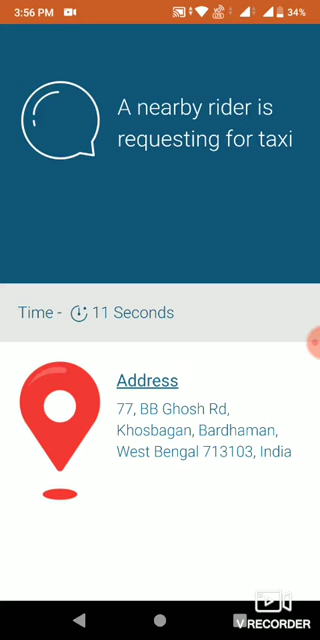 3:56 PM 34%
A nearby rider is
requesting for taxi
Time - 11 Seconds
Address
77, BB Ghosh Rd,
Khosbagan, Bardhaman,
West Bengal 713103, India
V RECORDER